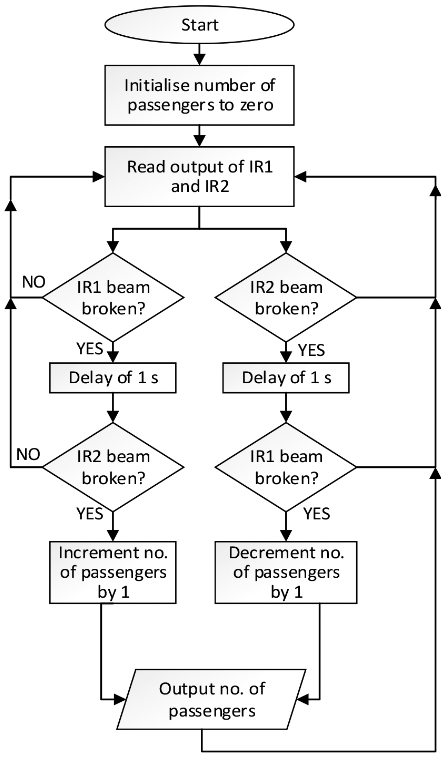 Start
Initialise number of
passengers to zero
Read output of IR1
and IR2
NO
IR1 beam
broken?
IR2 beam
broken?
YES
YES
Delay of 1 s
Delay of 1 s
NO
IR2 beam
broken?
IR1 beam
broken?
YES
YES
Increment no.
of passengers
by 1
Decrement no.
of passengers
by 1
Output no. of
passengers